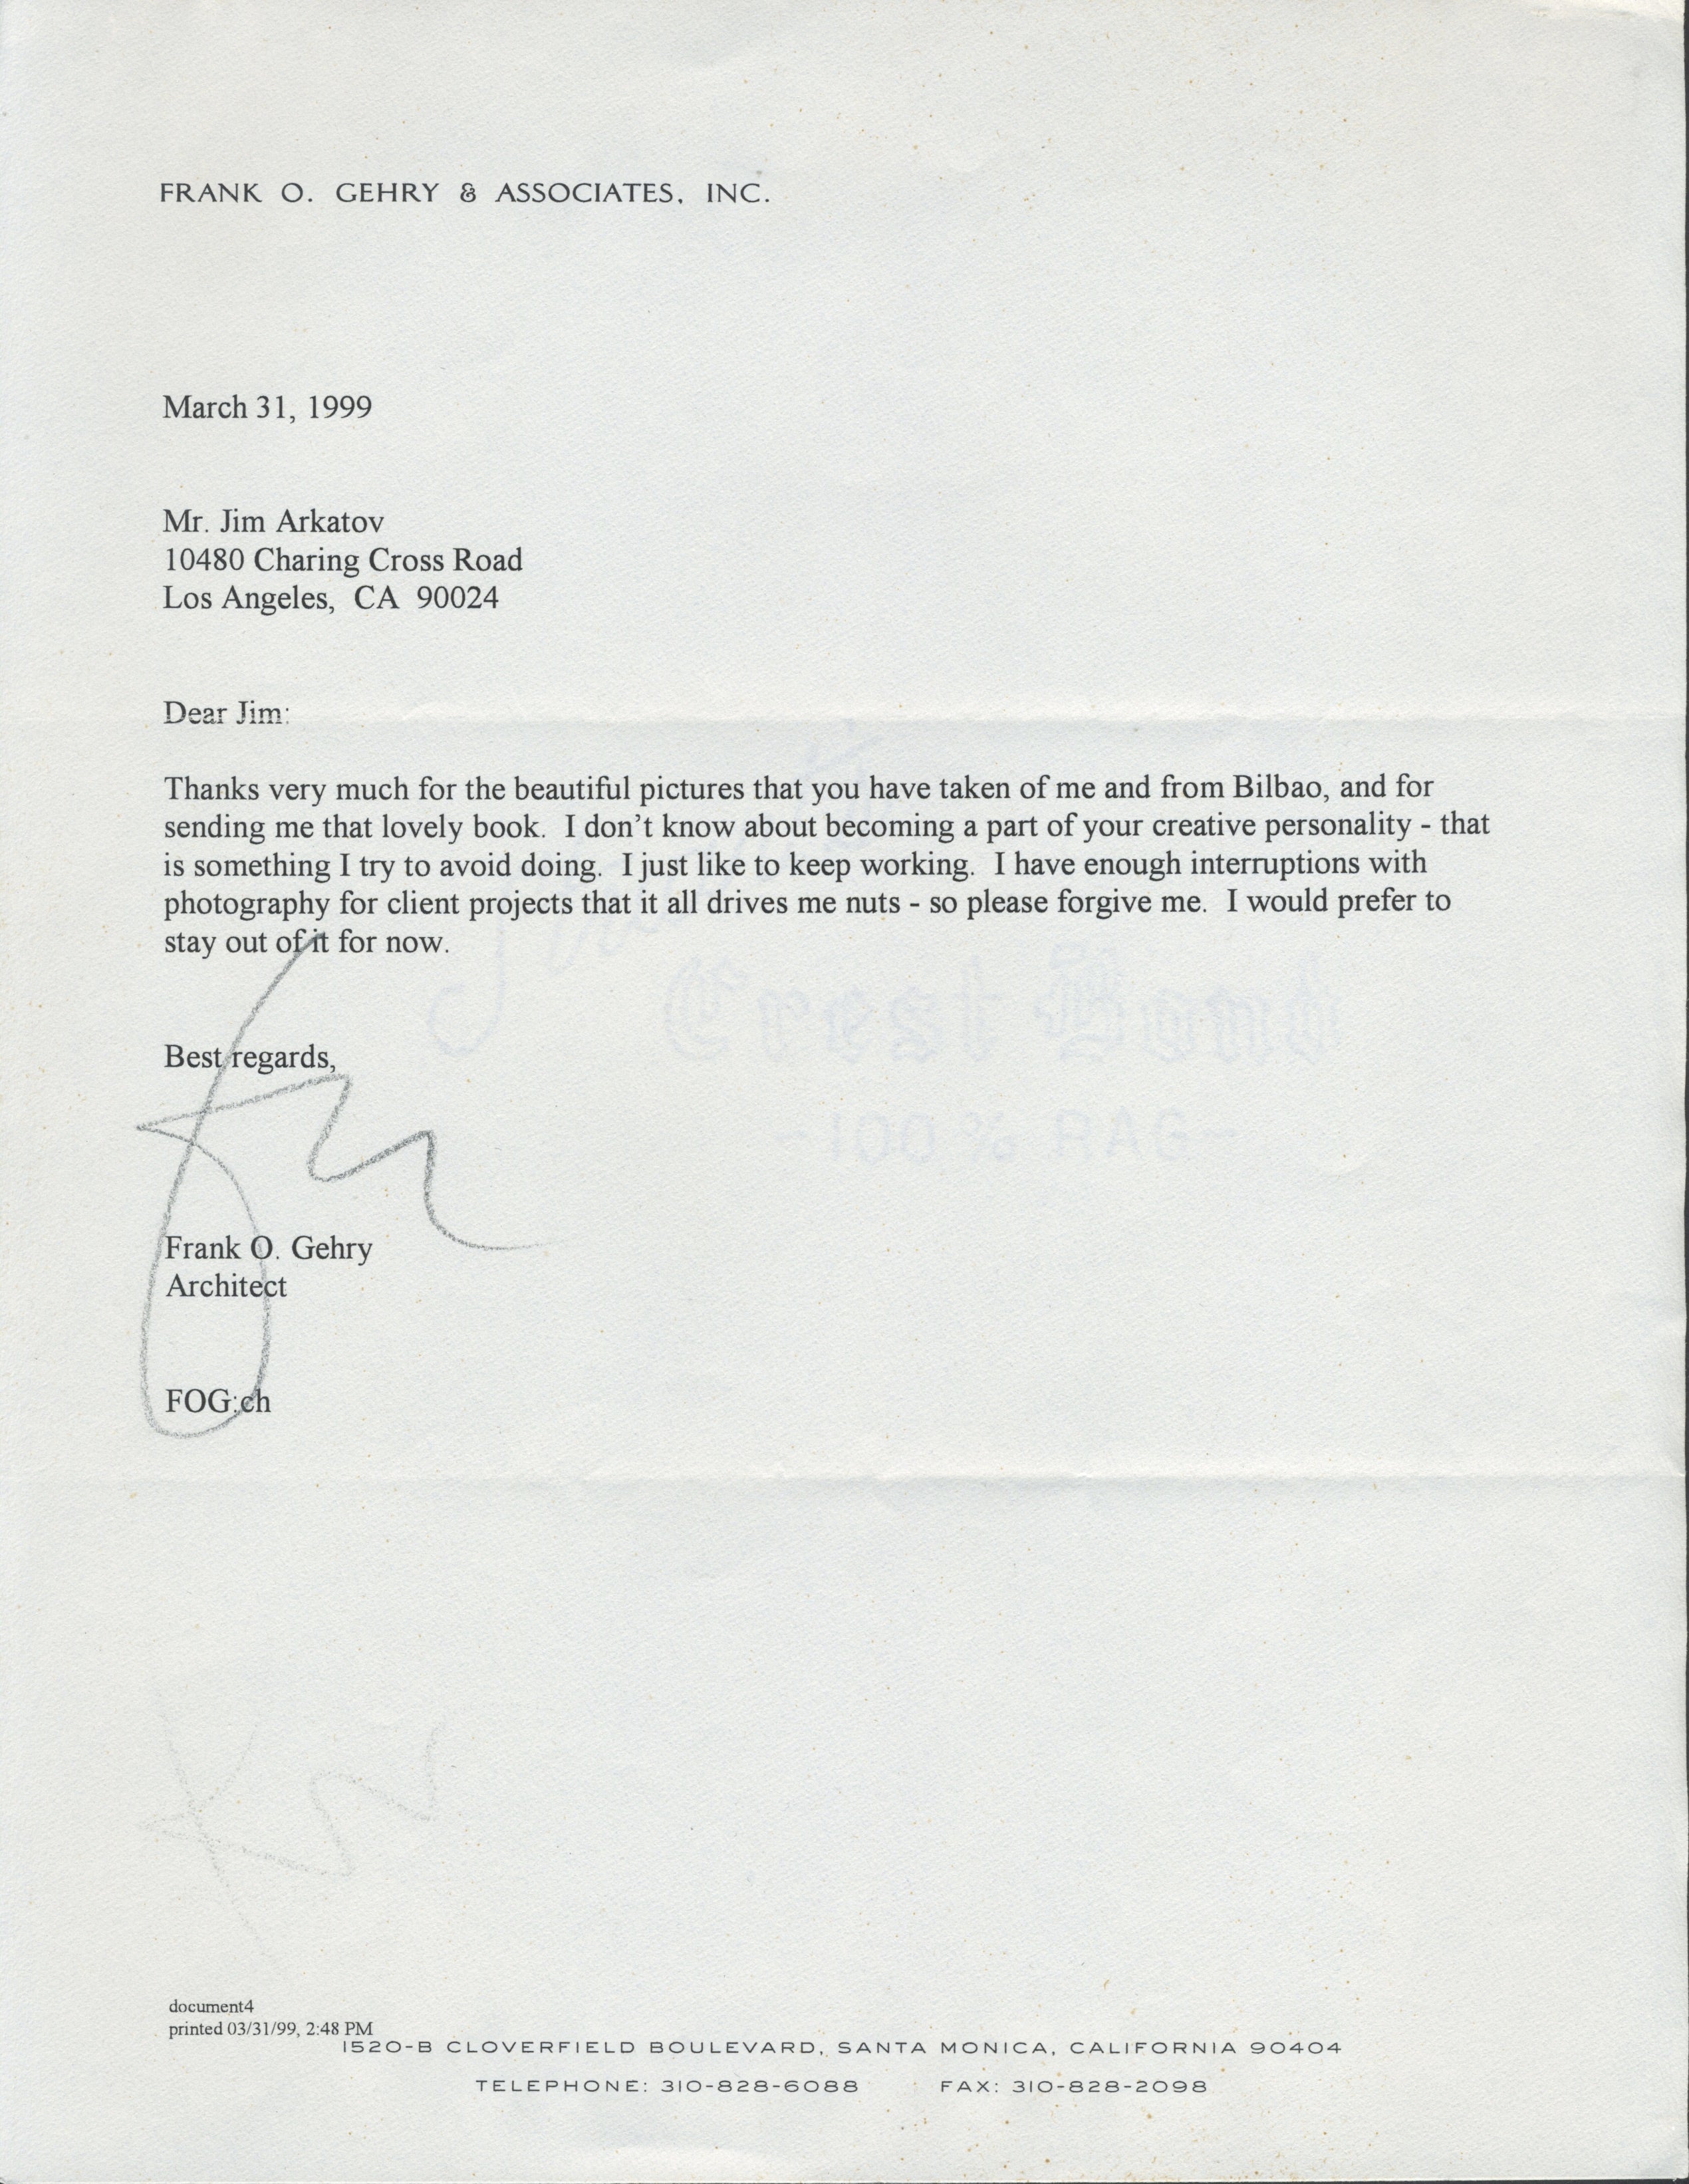 FRANK O. GEHRY & ASSOCIATES, INC.
March 31, 1999
Mr. Jim Arkatov
10480 Charing Cross Road
Los Angeles, CA 90024
Dear Jim:
Thanks very much for the beautiful pictures that you have taken of me and from Bilbao, and for
sending me that lovely book. I don't know about becoming a part of your creative personality - that
is something I try to avoid doing. I just like to keep working. I have enough interruptions with
photography for client projects that it all drives me nuts - so please forgive me. I would prefer to
stay out of it for now.
Best regards,
Frank O. Gehry
Architect
FOG:ch
document4
printed 03/31/99, 2:48 PM
1520-B CLOVERFIELD BOULEVARD, SANTA MONICA, CALIFORNIA 90404
TELEPHONE: 310-828-6088 FAX: 310-828-2098